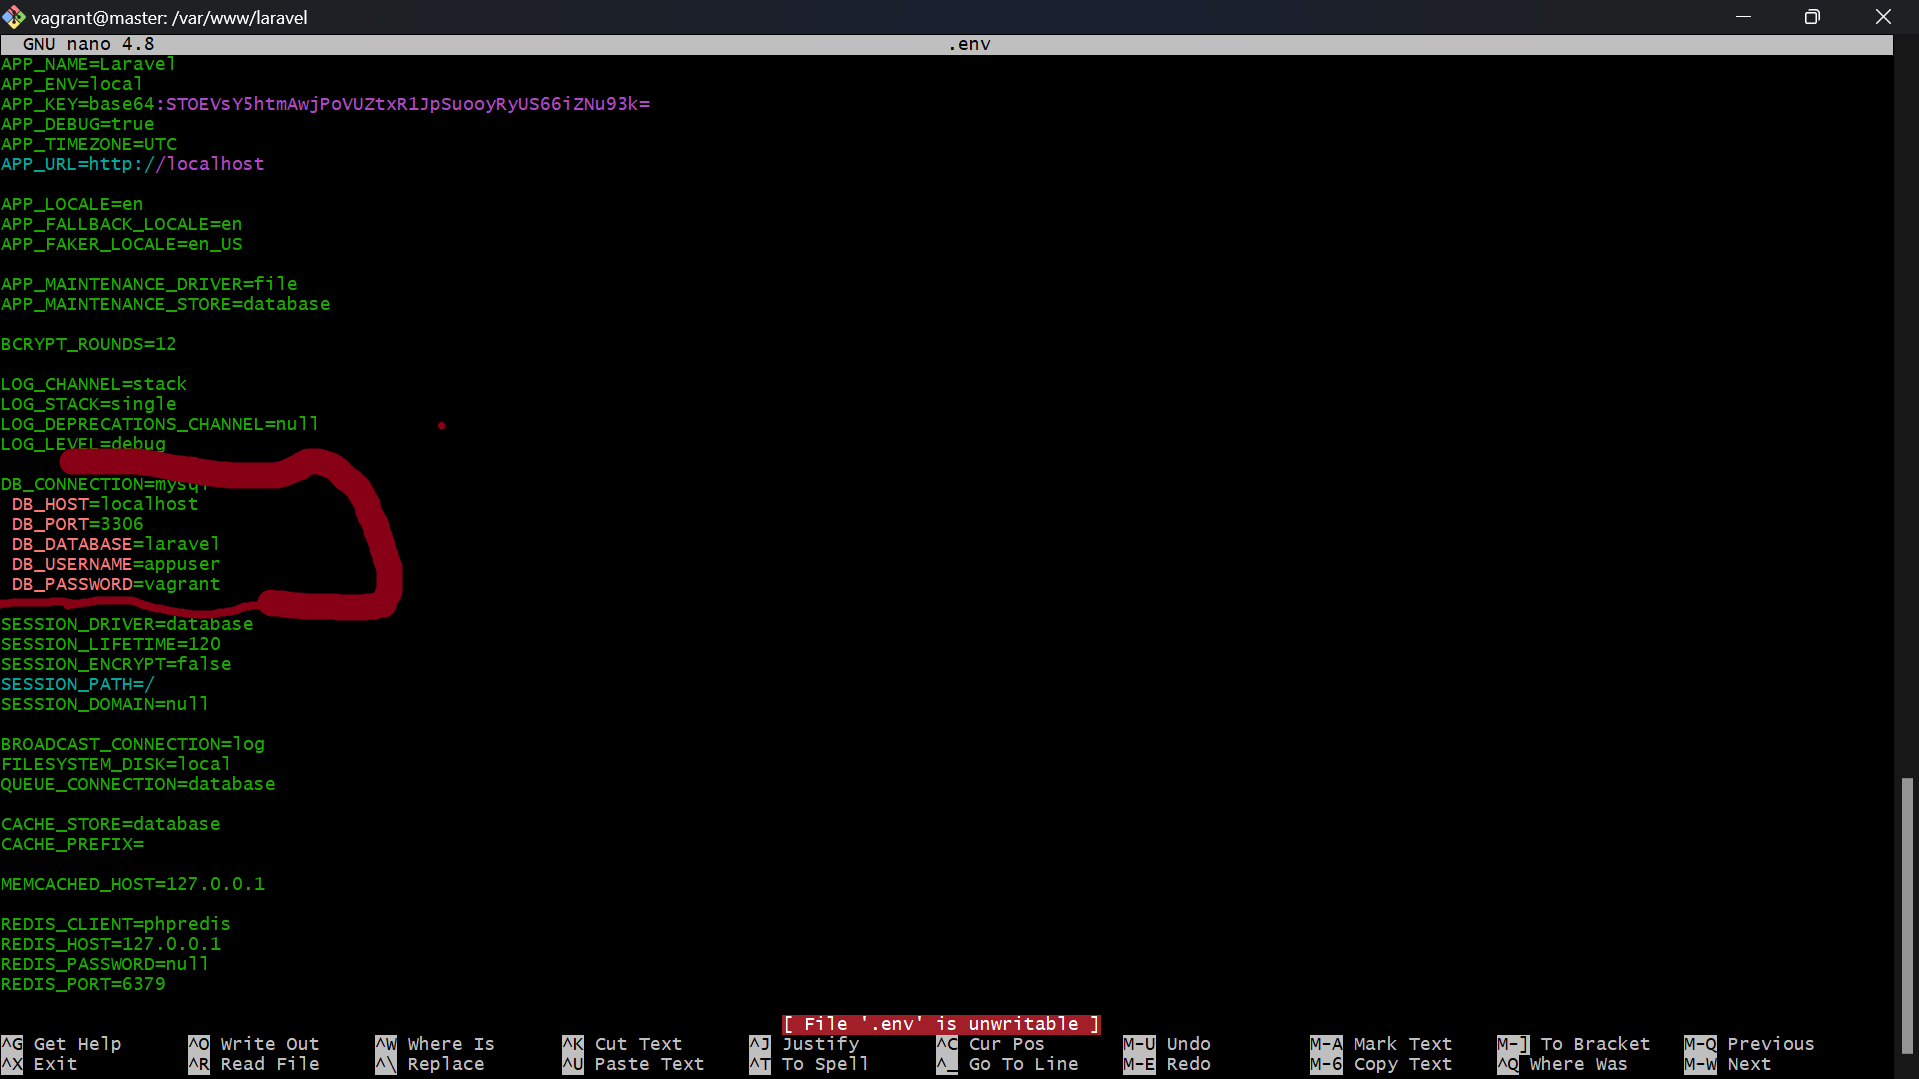 vagrant@master: /var/www/laravel
GNU nano 4.8 .env
APP_NAME=Laravel
APP_ENV=local
APP_KEY=base64:STOEVsY5htmAwjPoVUZtxR1JpSuooyRyUS66iZNu93k=
APP_DEBUG=true
APP_TIMEZONE=UTC
APP_URL=http://localhost
APP_LOCALE=en
APP_FALLBACK_LOCALE=en
APP_FAKER_LOCALE=en_US
APP_MAINTENANCE_DRIVER=file
APP_MAINTENANCE_STORE=database
BCRYPT_ROUNDS=12
LOG_CHANNEL=stack
LOG_STACK=single
LOG_DEPRECATIONS_CHANNEL=null
LOG_LEVEL=debug
DB_CONNECTION=mysql
DB_HOST=localhost
DB_PORT=3306
DB_DATABASE=laravel
DB_USERNAME=appuser
DB_PASSWORD=vagrant
SESSION_DRIVER=database
SESSION_LIFETIME=120
SESSION_ENCRYPT=false
SESSION_PATH=/
SESSION_DOMAIN=null
BROADCAST_CONNECTION=log
FILESYSTEM_DISK=local
QUEUE_CONNECTION=database
CACHE_STORE=database
CACHE_PREFIX=
MEMCACHED_HOST=127.0.0.1
REDIS_CLIENT=phpredis
REDIS_HOST=127.0.0.1
REDIS_PASSWORD=null
REDIS_PORT=6379
[ File '.env' is unwritable ]
^G Get Help ^O Write Out ^W Where Is ^K Cut Text ^J Justify ^C Cur Pos M-U Undo M-A Mark Text M-] To Bracket M-Q Previous
^X Exit ^R Read File ^\ Replace ^U Paste Text ^T To Spell ^_ Go To Line M-E Redo M-6 Copy Text ^Q Where Was M-W Next